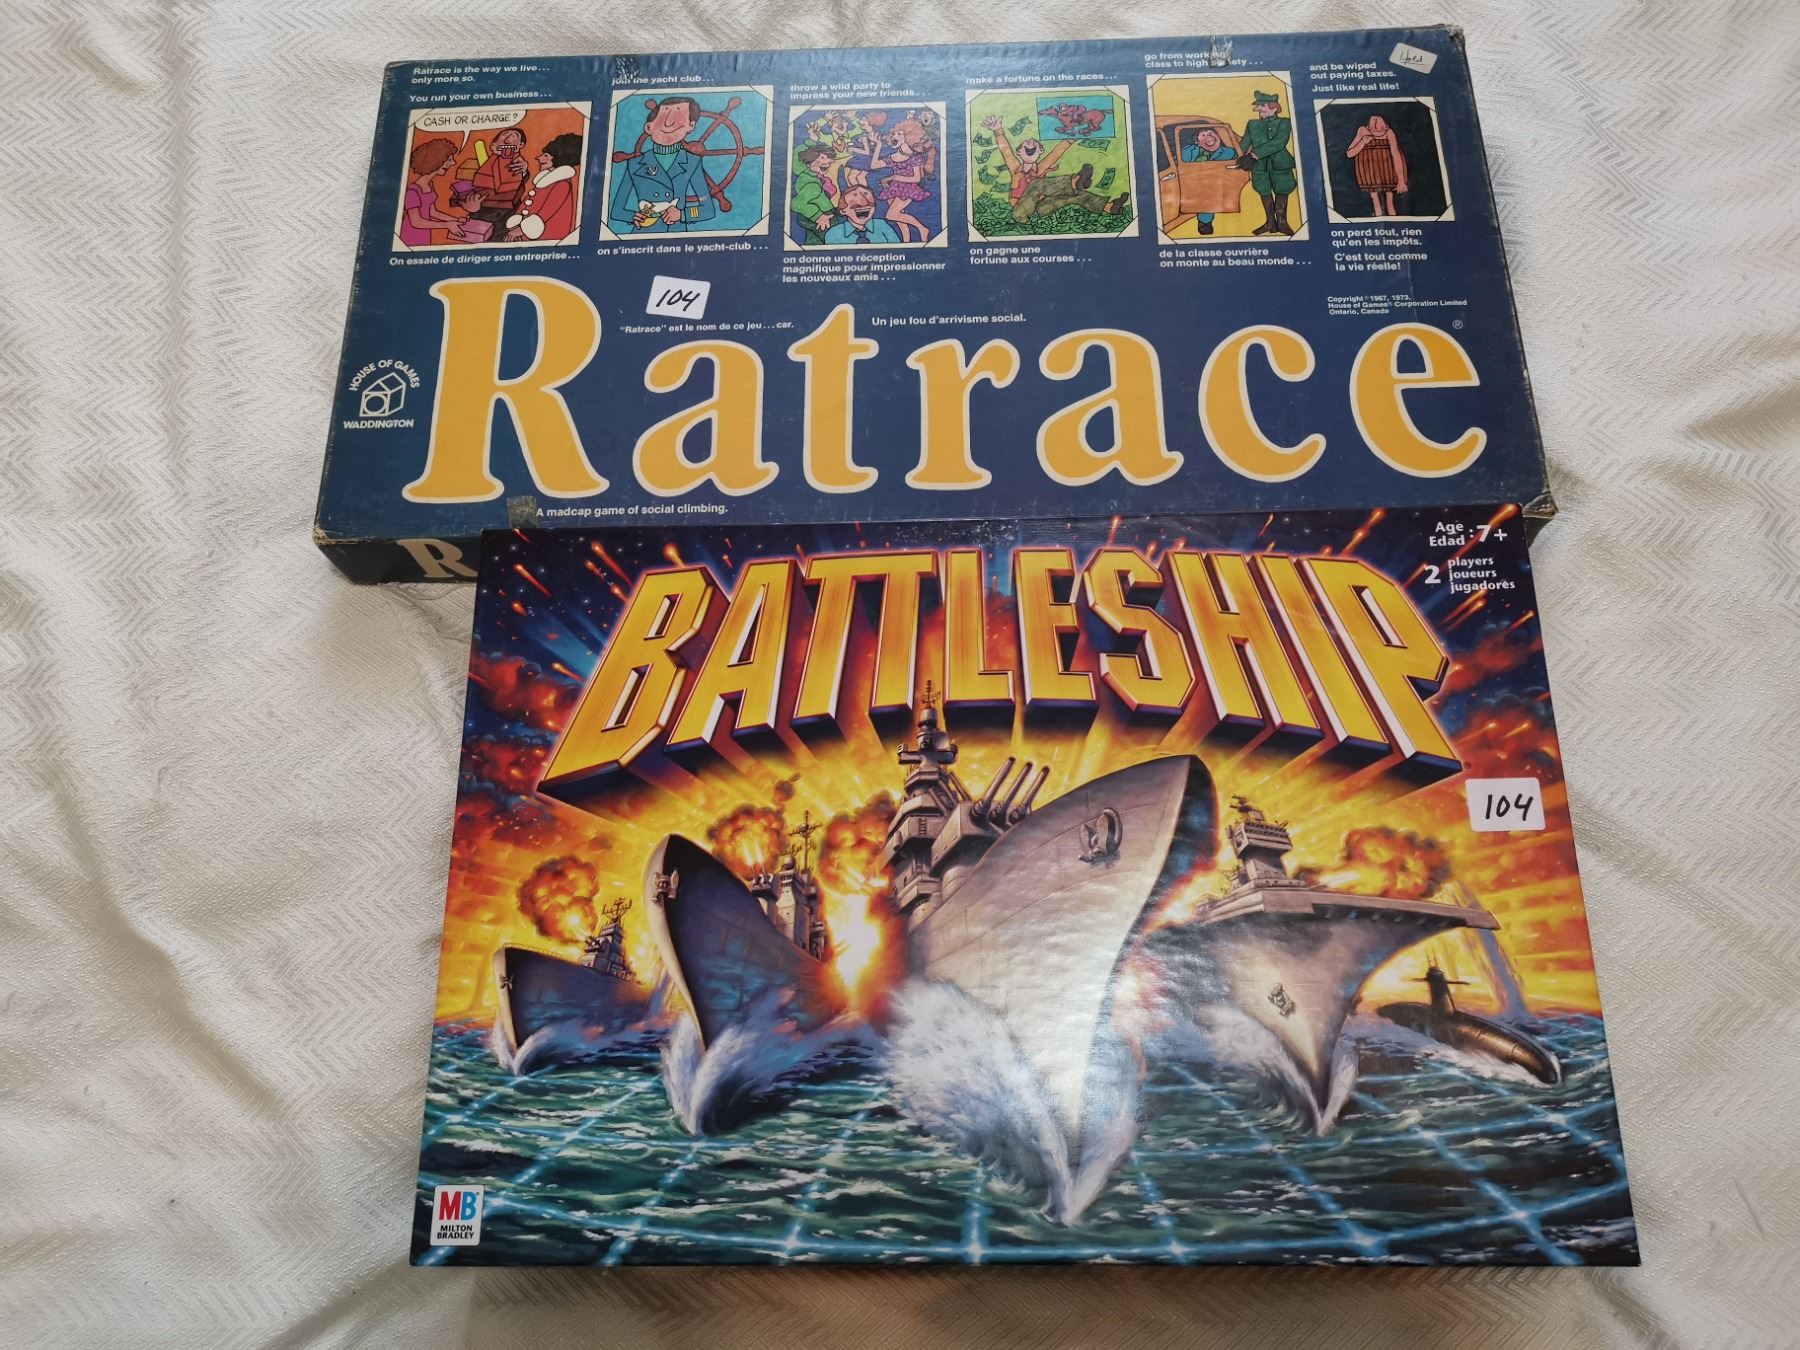 Ratrace is the way we live...
only more so.
You run your own business...
CASH OR CHARGE?
On essaie de diriger son entreprise...
join the yacht club...
on s'inscrit dans le yacht-club...
throw a wild party to
impress your new friends...
on donne une réception
magnifique pour impressionner
les nouveaux amis...
make a fortune on the races...
on gagne une
fortune aux courses...
go from working
class to high society...
de la classe ouvrière
on monte au beau monde...
and be wiped
out paying taxes.
Just like real life!
on perd tout, rien
qu'en les impôts.
C'est tout comme
la vie réelle!
Hold
104
"Ratrace" est le nom de ce jeu...car.
Un jeu fou d'arrivisme social.
Copyright © 1967, 1973.
House of Games® Corporation Limited
Ontario, Canada
HOUSE OF GAMES
WADDINGTON
Ratrace®
A madcap game of social climbing.
R
Age
Edad : 7+
2 players
joueurs
jugadores
BATTLESHIP®
104
MB®
MILTON
BRADLEY